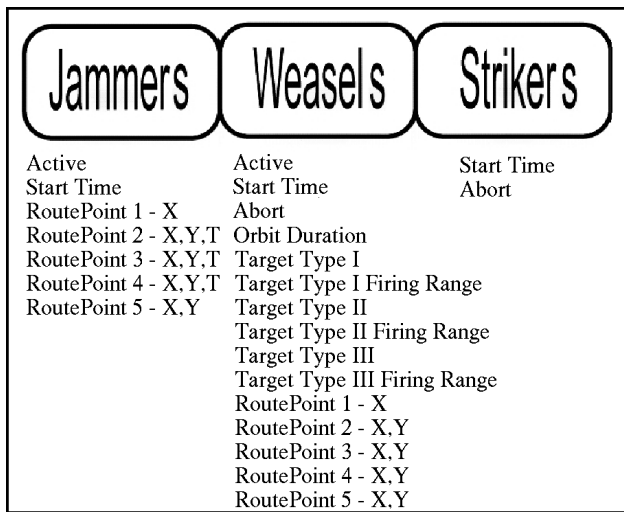 Jammers
Weasels
Strikers
Active
Start Time
RoutePoint 1 - X
RoutePoint 2 - X,Y,T
RoutePoint 3 - X,Y,T
RoutePoint 4 - X,Y,T
RoutePoint 5 - X,Y
Active
Start Time
Abort
Orbit Duration
Target Type I
Target Type I Firing Range
Target Type II
Target Type II Firing Range
Target Type III
Target Type III Firing Range
RoutePoint 1 - X
RoutePoint 2 - X,Y
RoutePoint 3 - X,Y
RoutePoint 4 - X,Y
RoutePoint 5 - X,Y
Start Time
Abort